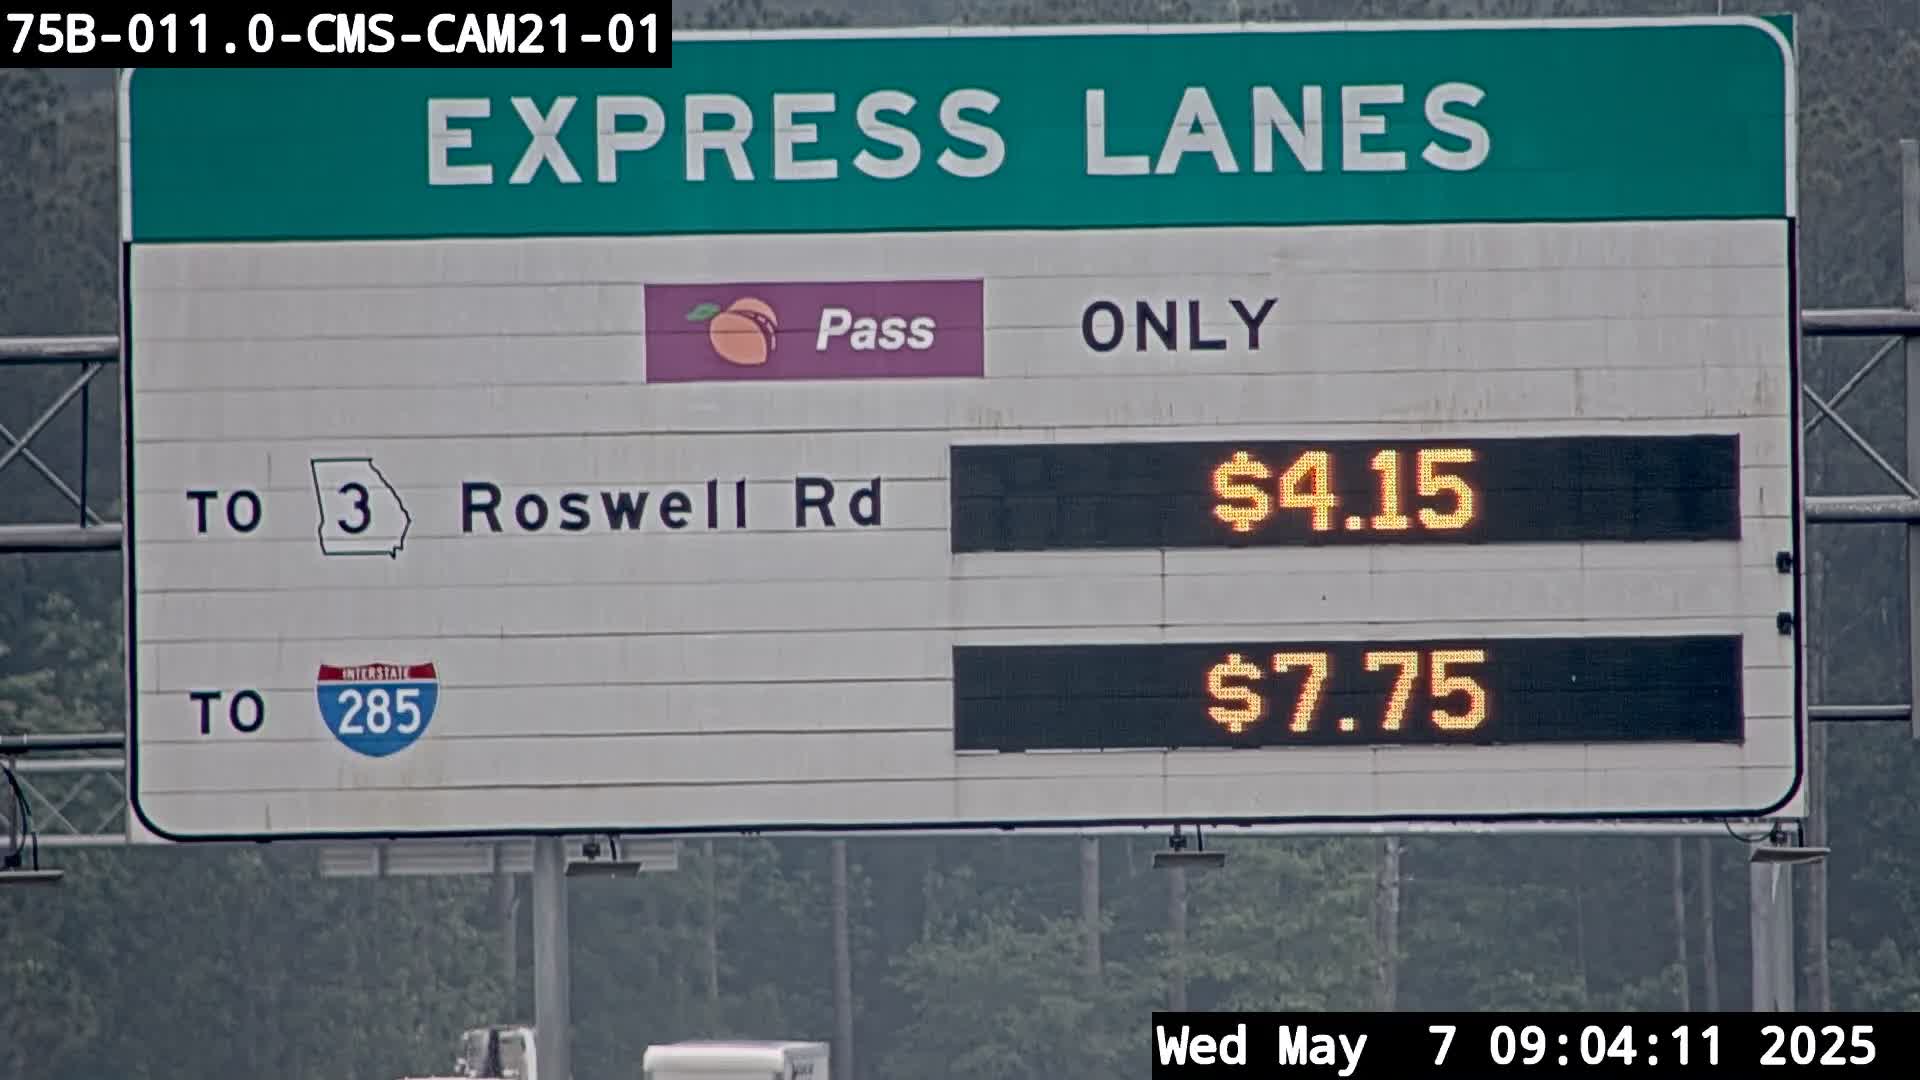 75B-011.0-CMS-CAM21-01
EXPRESS LANES
Pass ONLY
TO 3 Roswell Rd $4.15
INTERSTATE
TO 285 $7.75
Wed May 7 09:04:11 2025